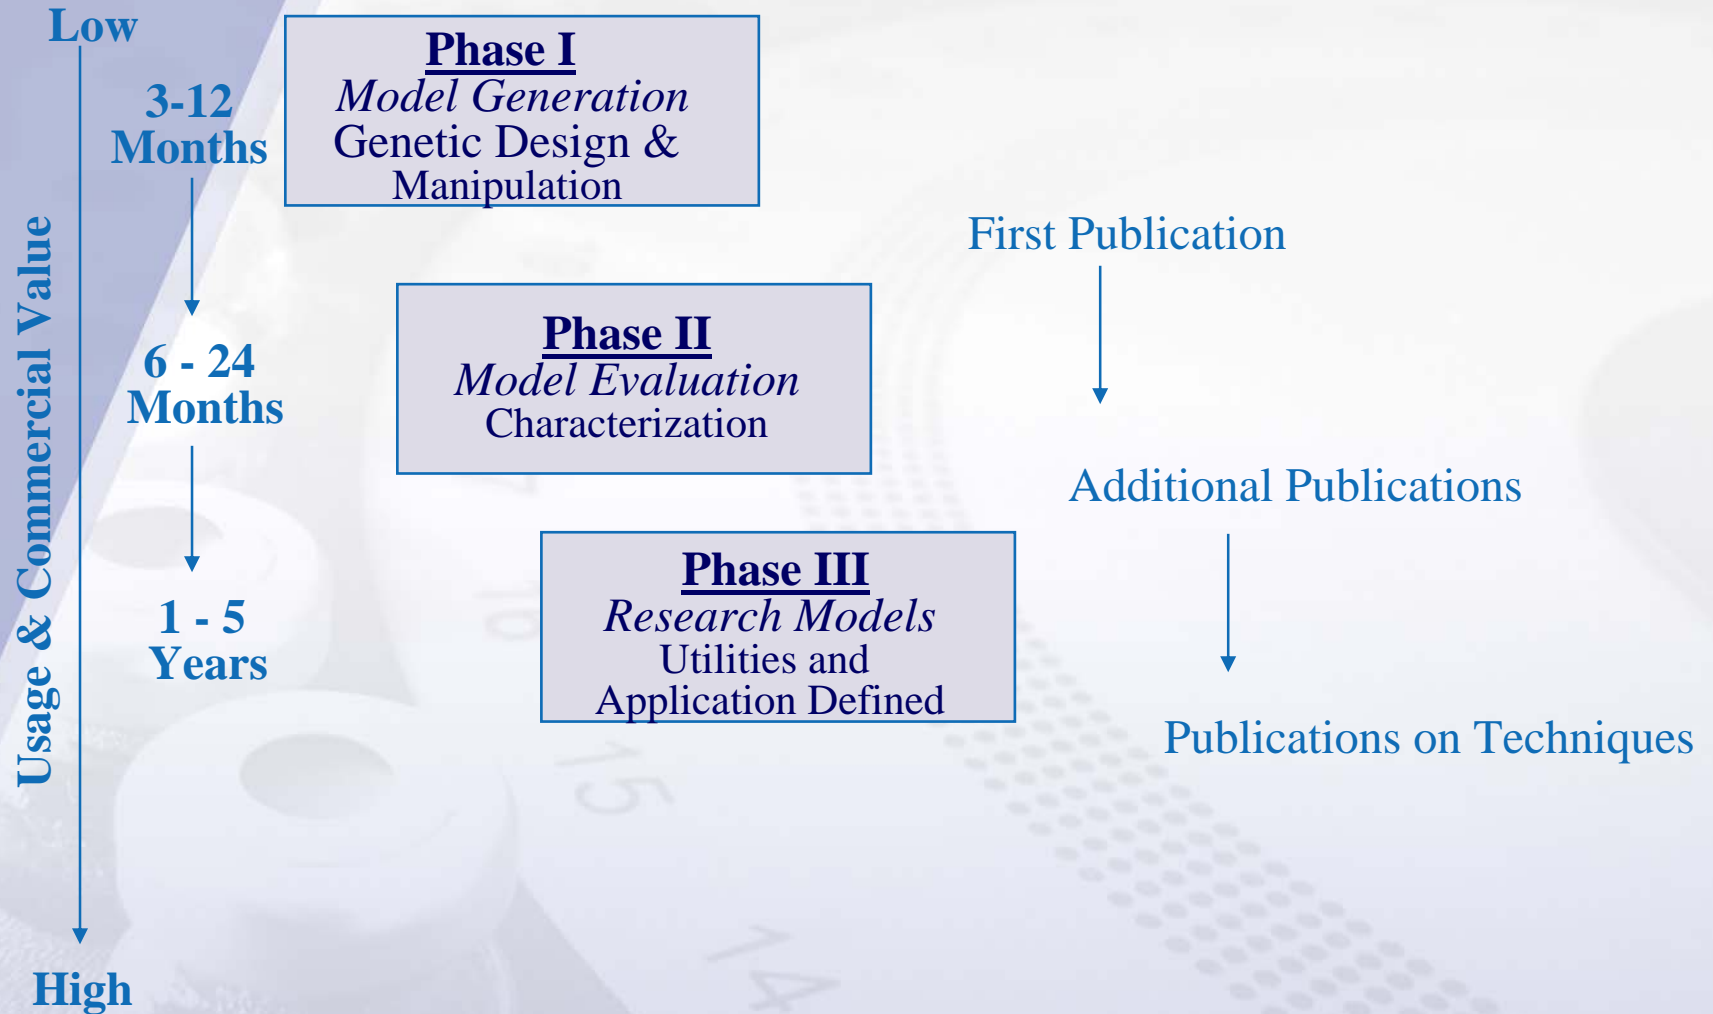 Low
Usage & Commercial Value
High
3-12
Months
6 - 24
Months
1 - 5
Years
Phase I
Model Generation
Genetic Design &
Manipulation
Phase II
Model Evaluation
Characterization
Phase III
Research Models
Utilities and
Application Defined
First Publication
Additional Publications
Publications on Techniques
15
14